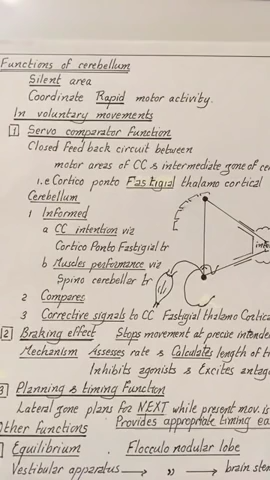 Functions of cerebellum
Silent area
Coordinate Rapid motor activity.
In voluntary movements
1 Servo comparator function
Closed feed back circuit between
motor areas of CC & intermediate zone of
i.e Cortico ponto Fastigial thalamo cortical
Cerebellum
1 Informed
a CC intention viz
Cortico Ponto Fastigial tr
b Muscles performance viz
Spino cerebellar tr
2 Compares
3 Corrective signals to CC Fastigial thalamo
2 Braking effect Stops movement at precise
Mechanism Assesses rate & Calculates length of
Inhibits agonists & Excites
3 Planning & timing Function
Lateral zone plans for NEXT while present mov. is
Provides appropriate timing
Other functions
Equilibrium . Flocculo nodular lobe
Vestibular apparatus → " → brain